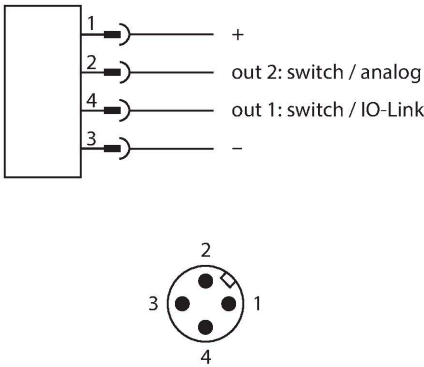 1 +
2 out 2: switch / analog
4 out 1: switch / IO-Link
3 –
2
3 1
4